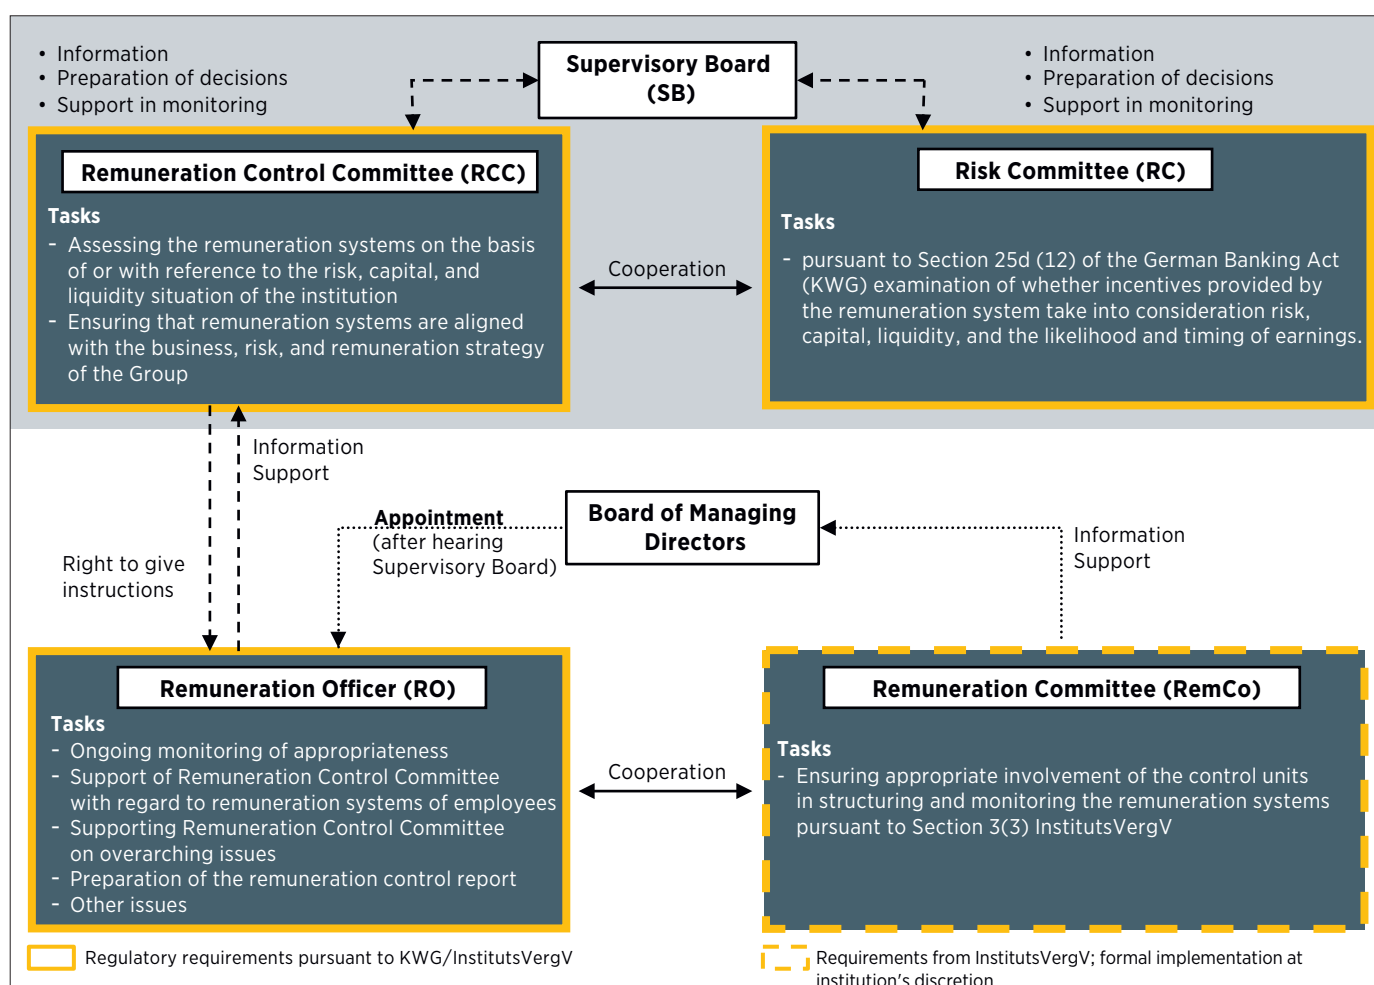 • Information
• Preparation of decisions
• Support in monitoring
Supervisory Board
(SB)
• Information
• Preparation of decisions
• Support in monitoring
Remuneration Control Committee (RCC)
Tasks
- Assessing the remuneration systems on the basis
of or with reference to the risk, capital, and
liquidity situation of the institution
- Ensuring that remuneration systems are aligned
with the business, risk, and remuneration strategy
of the Group
Cooperation
Risk Committee (RC)
Tasks
- pursuant to Section 25d (12) of the German Banking Act
(KWG) examination of whether incentives provided by
the remuneration system take into consideration risk,
capital, liquidity, and the likelihood and timing of earnings.
Information
Support
Right to give
instructions
Appointment
(after hearing
Supervisory Board)
Board of Managing
Directors
Information
Support
Remuneration Officer (RO)
Tasks
- Ongoing monitoring of appropriateness
- Support of Remuneration Control Committee
with regard to remuneration systems of employees
- Supporting Remuneration Control Committee
on overarching issues
- Preparation of the remuneration control report
- Other issues
Cooperation
Remuneration Committee (RemCo)
Tasks
- Ensuring appropriate involvement of the control units
in structuring and monitoring the remuneration systems
pursuant to Section 3(3) InstitutsVergV
Regulatory requirements pursuant to KWG/InstitutsVergV
Requirements from InstitutsVergV; formal implementation at
institution's discretion